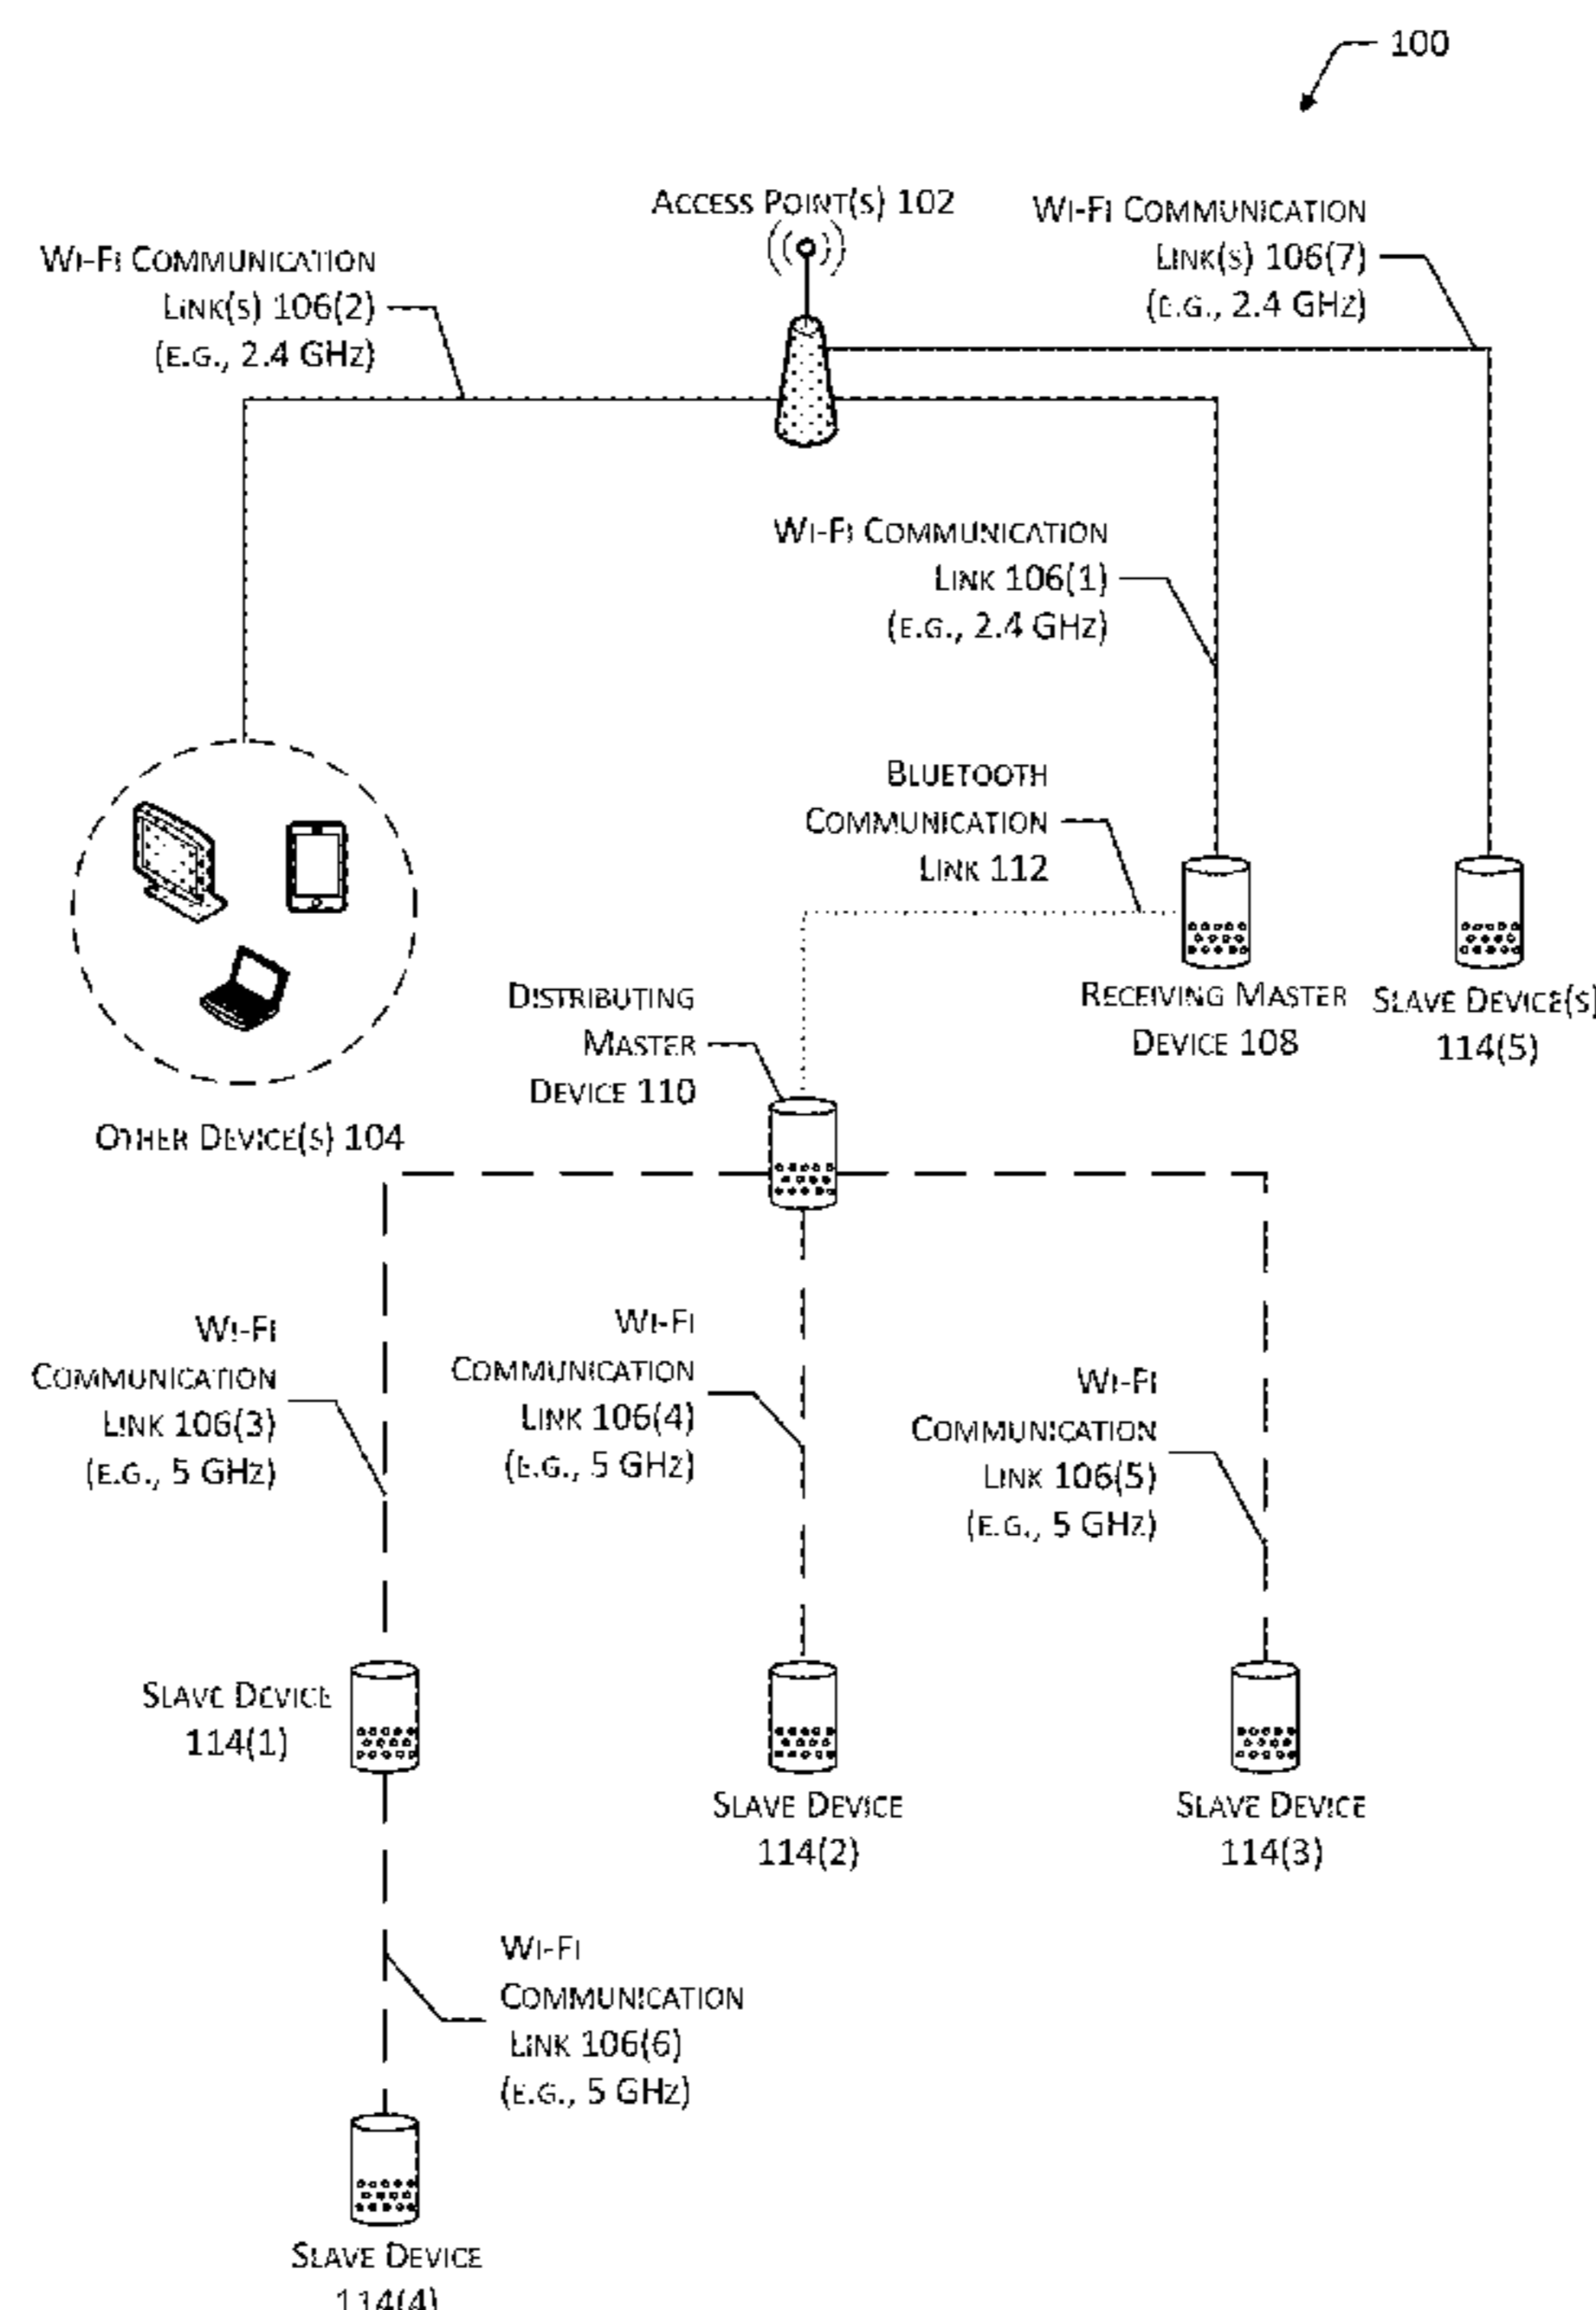 100
ACCESS POINT(S) 102
WI-FI COMMUNICATION
LINK(S) 106(7)
(E.G., 2.4 GHZ)
WI-FI COMMUNICATION
LINK(S) 106(2)
(E.G., 2.4 GHZ)
WI-FI COMMUNICATION
LINK 106(1)
(E.G., 2.4 GHZ)
BLUETOOTH
COMMUNICATION
LINK 112
DISTRIBUTING
MASTER
DEVICE 110
RECEIVING MASTER
DEVICE 108
SLAVE DEVICE(S)
114(5)
OTHER DEVICE(S) 104
WI-FI
COMMUNICATION
LINK 106(3)
(E.G., 5 GHZ)
WI-FI
COMMUNICATION
LINK 106(4)
(E.G., 5 GHZ)
WI-FI
COMMUNICATION
LINK 106(5)
(E.G., 5 GHZ)
SLAVE DEVICE
114(1)
SLAVE DEVICE
114(2)
SLAVE DEVICE
114(3)
WI-FI
COMMUNICATION
LINK 106(6)
(E.G., 5 GHZ)
SLAVE DEVICE
114(4)